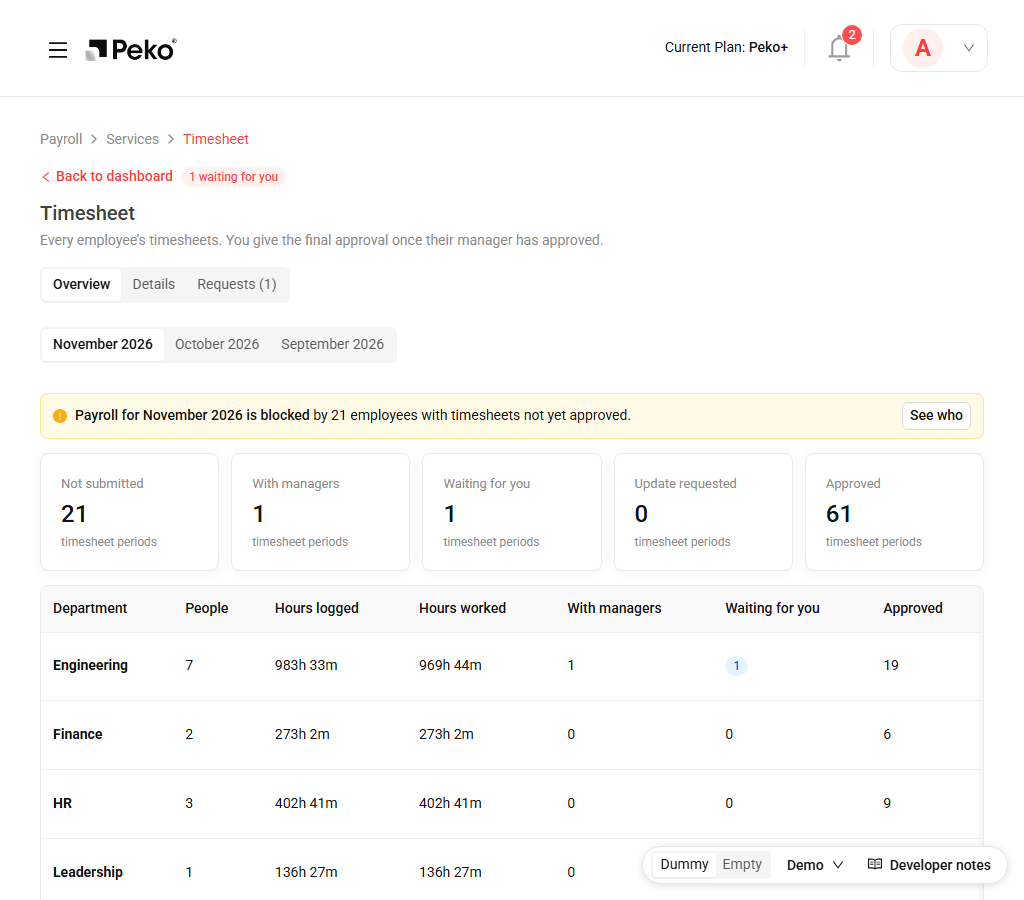 Peko®
Current Plan: Peko+
2
A
Payroll > Services > Timesheet
< Back to dashboard
1 waiting for you
Timesheet
Every employee’s timesheets. You give the final approval once their manager has approved.
Overview Details Requests (1)
November 2026 October 2026 September 2026
Payroll for November 2026 is blocked by 21 employees with timesheets not yet approved.
See who
Not submitted
21
timesheet periods
With managers
1
timesheet periods
Waiting for you
1
timesheet periods
Update requested
0
timesheet periods
Approved
61
timesheet periods
Department People Hours logged Hours worked With managers Waiting for you Approved
Engineering 7 983h 33m 969h 44m 1 1 19
Finance 2 273h 2m 273h 2m 0 0 6
HR 3 402h 41m 402h 41m 0 0 9
Leadership 1 136h 27m 136h 27m 0
Dummy Empty Demo Developer notes